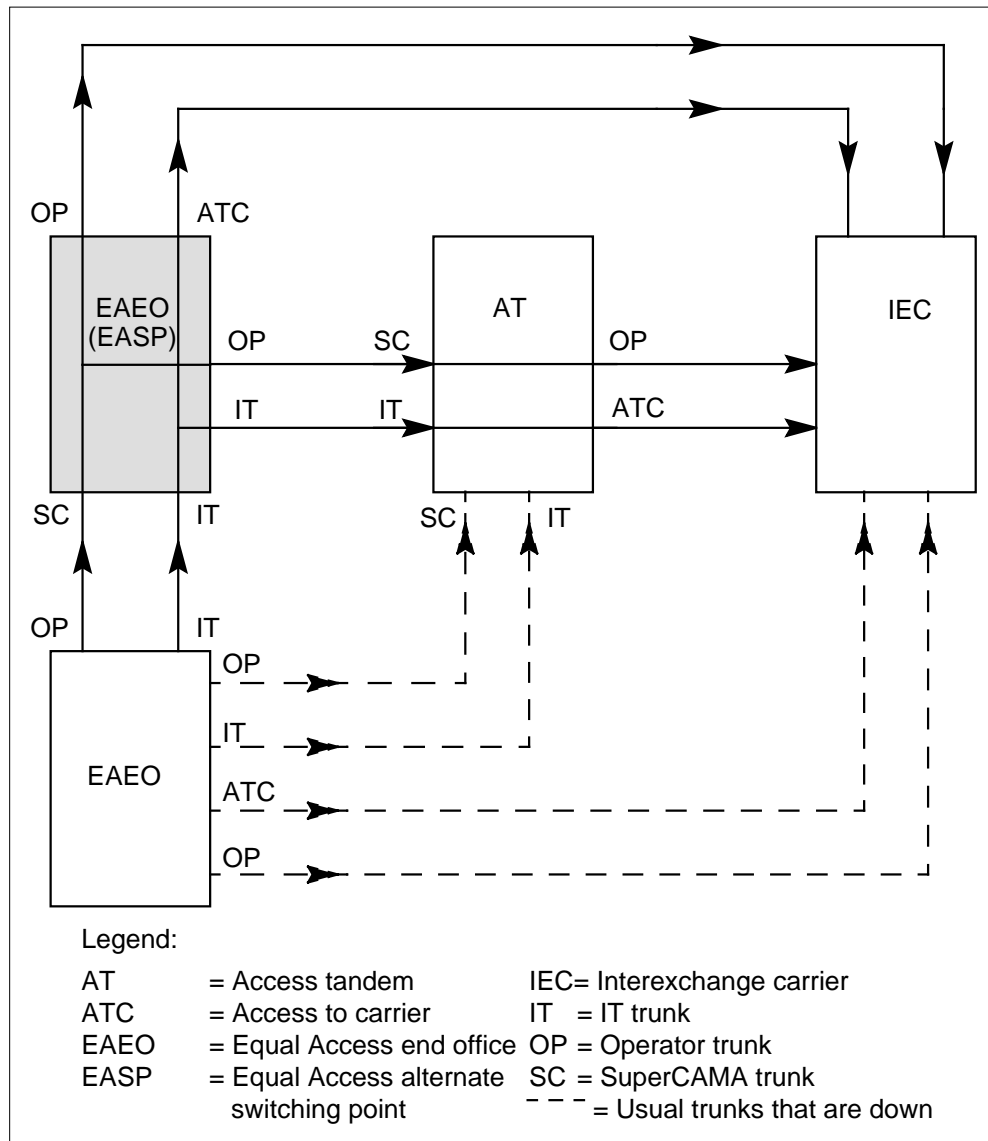 OP
ATC
EAEO
(EASP)
AT
IEC
OP
SC
OP
IT
IT
ATC
SC
IT
SC
IT
OP
IT
OP
IT
EAEO
ATC
OP
Legend:
AT = Access tandem
IEC= Interexchange carrier
ATC = Access to carrier
IT = IT trunk
EAEO = Equal Access end office
OP = Operator trunk
EASP = Equal Access alternate
switching point
SC = SuperCAMA trunk
= Usual trunks that are down